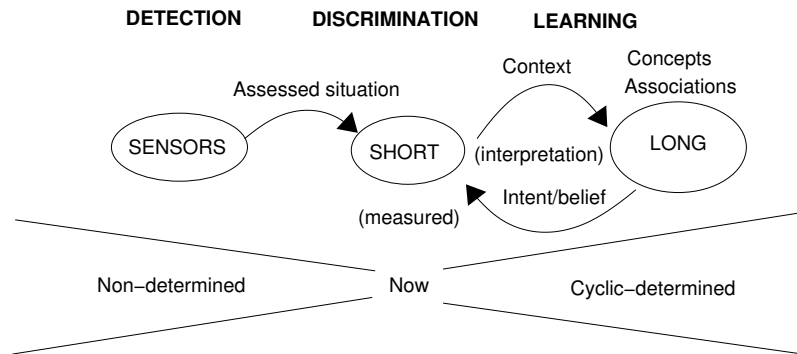 DETECTION DISCRIMINATION LEARNING
Context
Concepts
Associations
Assessed situation
SENSORS
SHORT
(interpretation)
LONG
Intent/belief
(measured)
Non−determined
Now
Cyclic−determined